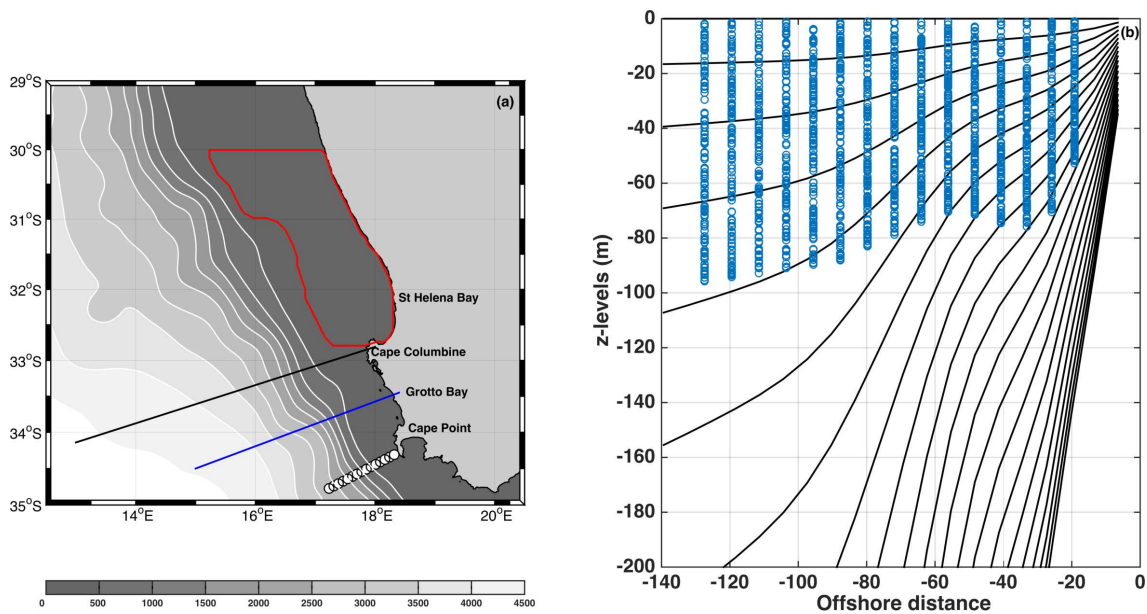 (a)
29°S
30°S
31°S
32°S
33°S
34°S
35°S
St Helena Bay
Cape Columbine
Grotto Bay
Cape Point
14°E
16°E
18°E
20°E
0
500
1000
1500
2000
2500
3000
3500
4000
4500
(b)
0
-20
-40
-60
-80
-100
-120
-140
-160
-180
-200
z-levels (m)
-140
-120
-100
-80
-60
-40
-20
0
Offshore distance